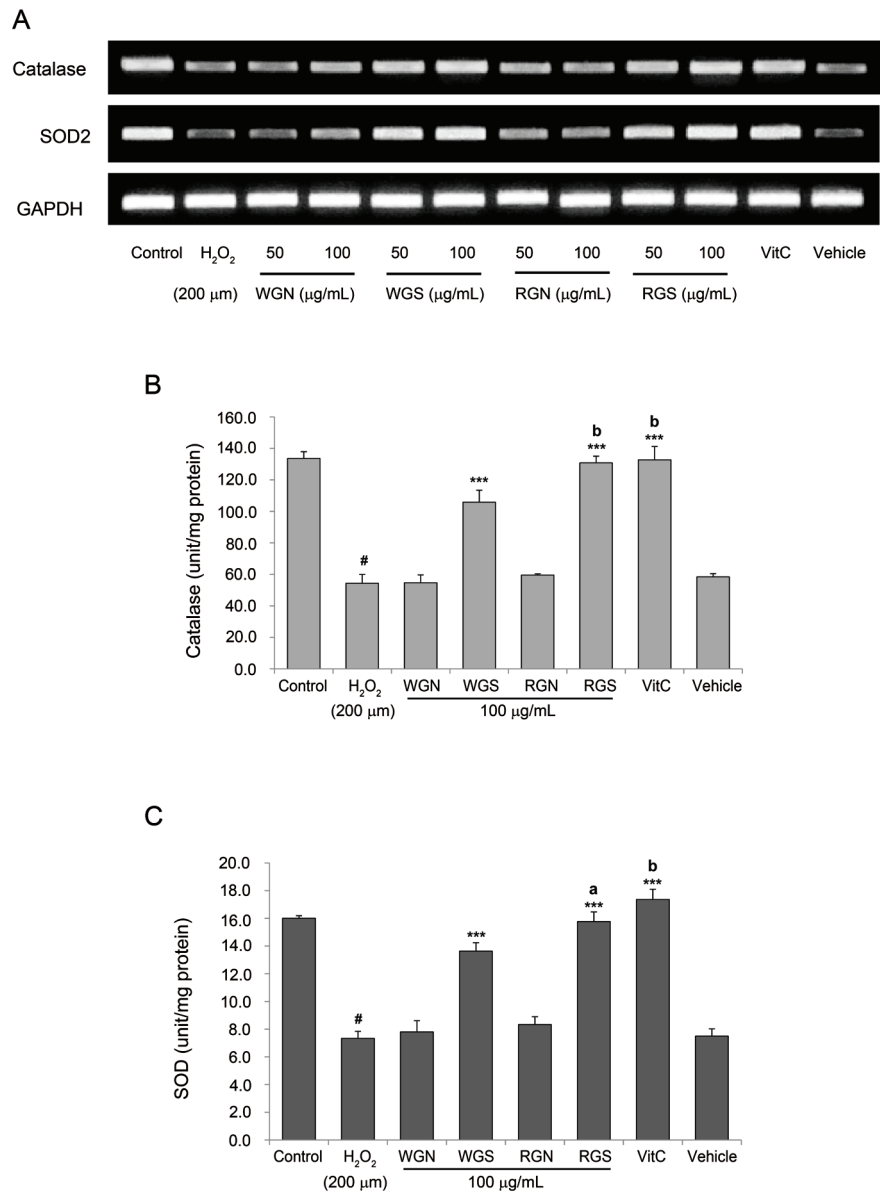 A
Catalase
SOD2
GAPDH
Control H₂O₂ 50 100 50 100 50 100 50 100 VitC Vehicle
(200 μm) WGN (μg/mL) WGS (μg/mL) RGN (μg/mL) RGS (μg/mL)
B
Catalase (unit/mg protein)
160.0
140.0
120.0
100.0
80.0
60.0
40.0
20.0
0.0
#
***
b
***
b
***
Control H₂O₂ WGN WGS RGN RGS VitC Vehicle
(200 μm) 100 μg/mL
C
SOD (unit/mg protein)
20.0
18.0
16.0
14.0
12.0
10.0
8.0
6.0
4.0
2.0
0.0
#
***
a
***
b
***
Control H₂O₂ WGN WGS RGN RGS VitC Vehicle
(200 μm) 100 μg/mL